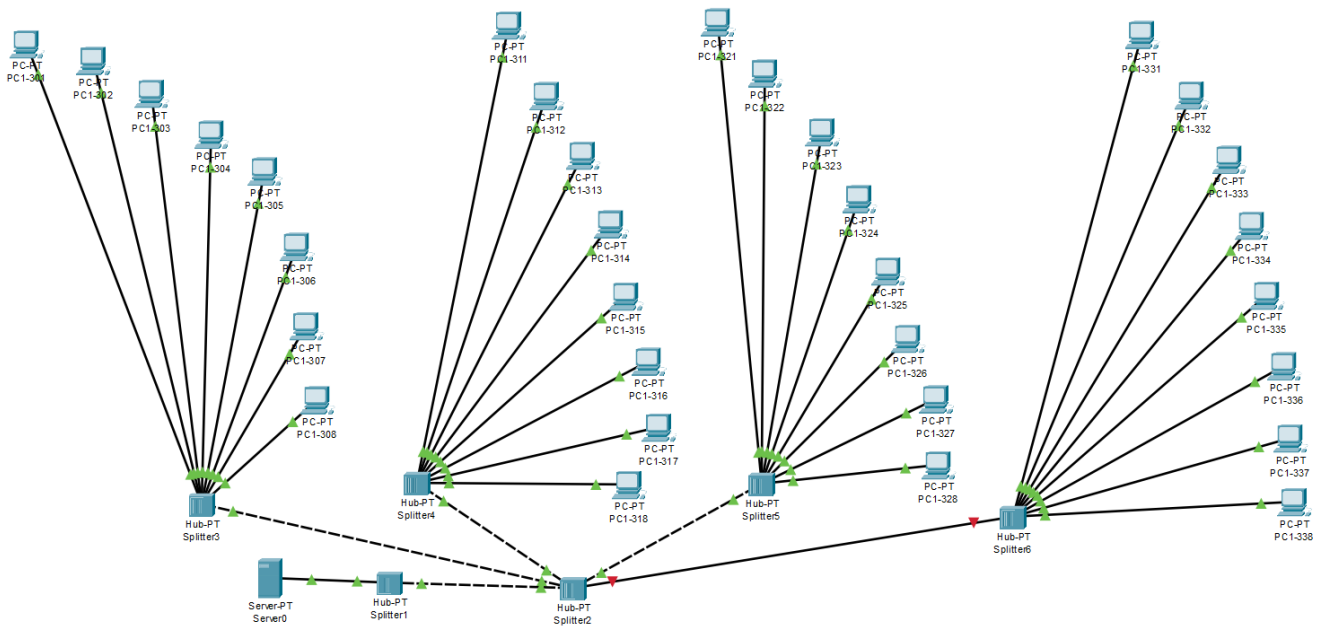 PC-PT
PC1-301
PC-PT
PC1-302
PC-PT
PC1-303
PC-PT
PC1-304
PC-PT
PC1-305
PC-PT
PC1-306
PC-PT
PC1-307
PC-PT
PC1-308
Hub-PT
Splitter3
PC-PT
PC1-311
PC-PT
PC1-312
PC-PT
PC1-313
PC-PT
PC1-314
PC-PT
PC1-315
PC-PT
PC1-316
PC-PT
PC1-317
PC-PT
PC1-318
Hub-PT
Splitter4
PC-PT
PC1-321
PC-PT
PC1-322
PC-PT
PC1-323
PC-PT
PC1-324
PC-PT
PC1-325
PC-PT
PC1-326
PC-PT
PC1-327
PC-PT
PC1-328
Hub-PT
Splitter5
PC-PT
PC1-331
PC-PT
PC1-332
PC-PT
PC1-333
PC-PT
PC1-334
PC-PT
PC1-335
PC-PT
PC1-336
PC-PT
PC1-337
PC-PT
PC1-338
Hub-PT
Splitter6
Server-PT
Server0
Hub-PT
Splitter1
Hub-PT
Splitter2